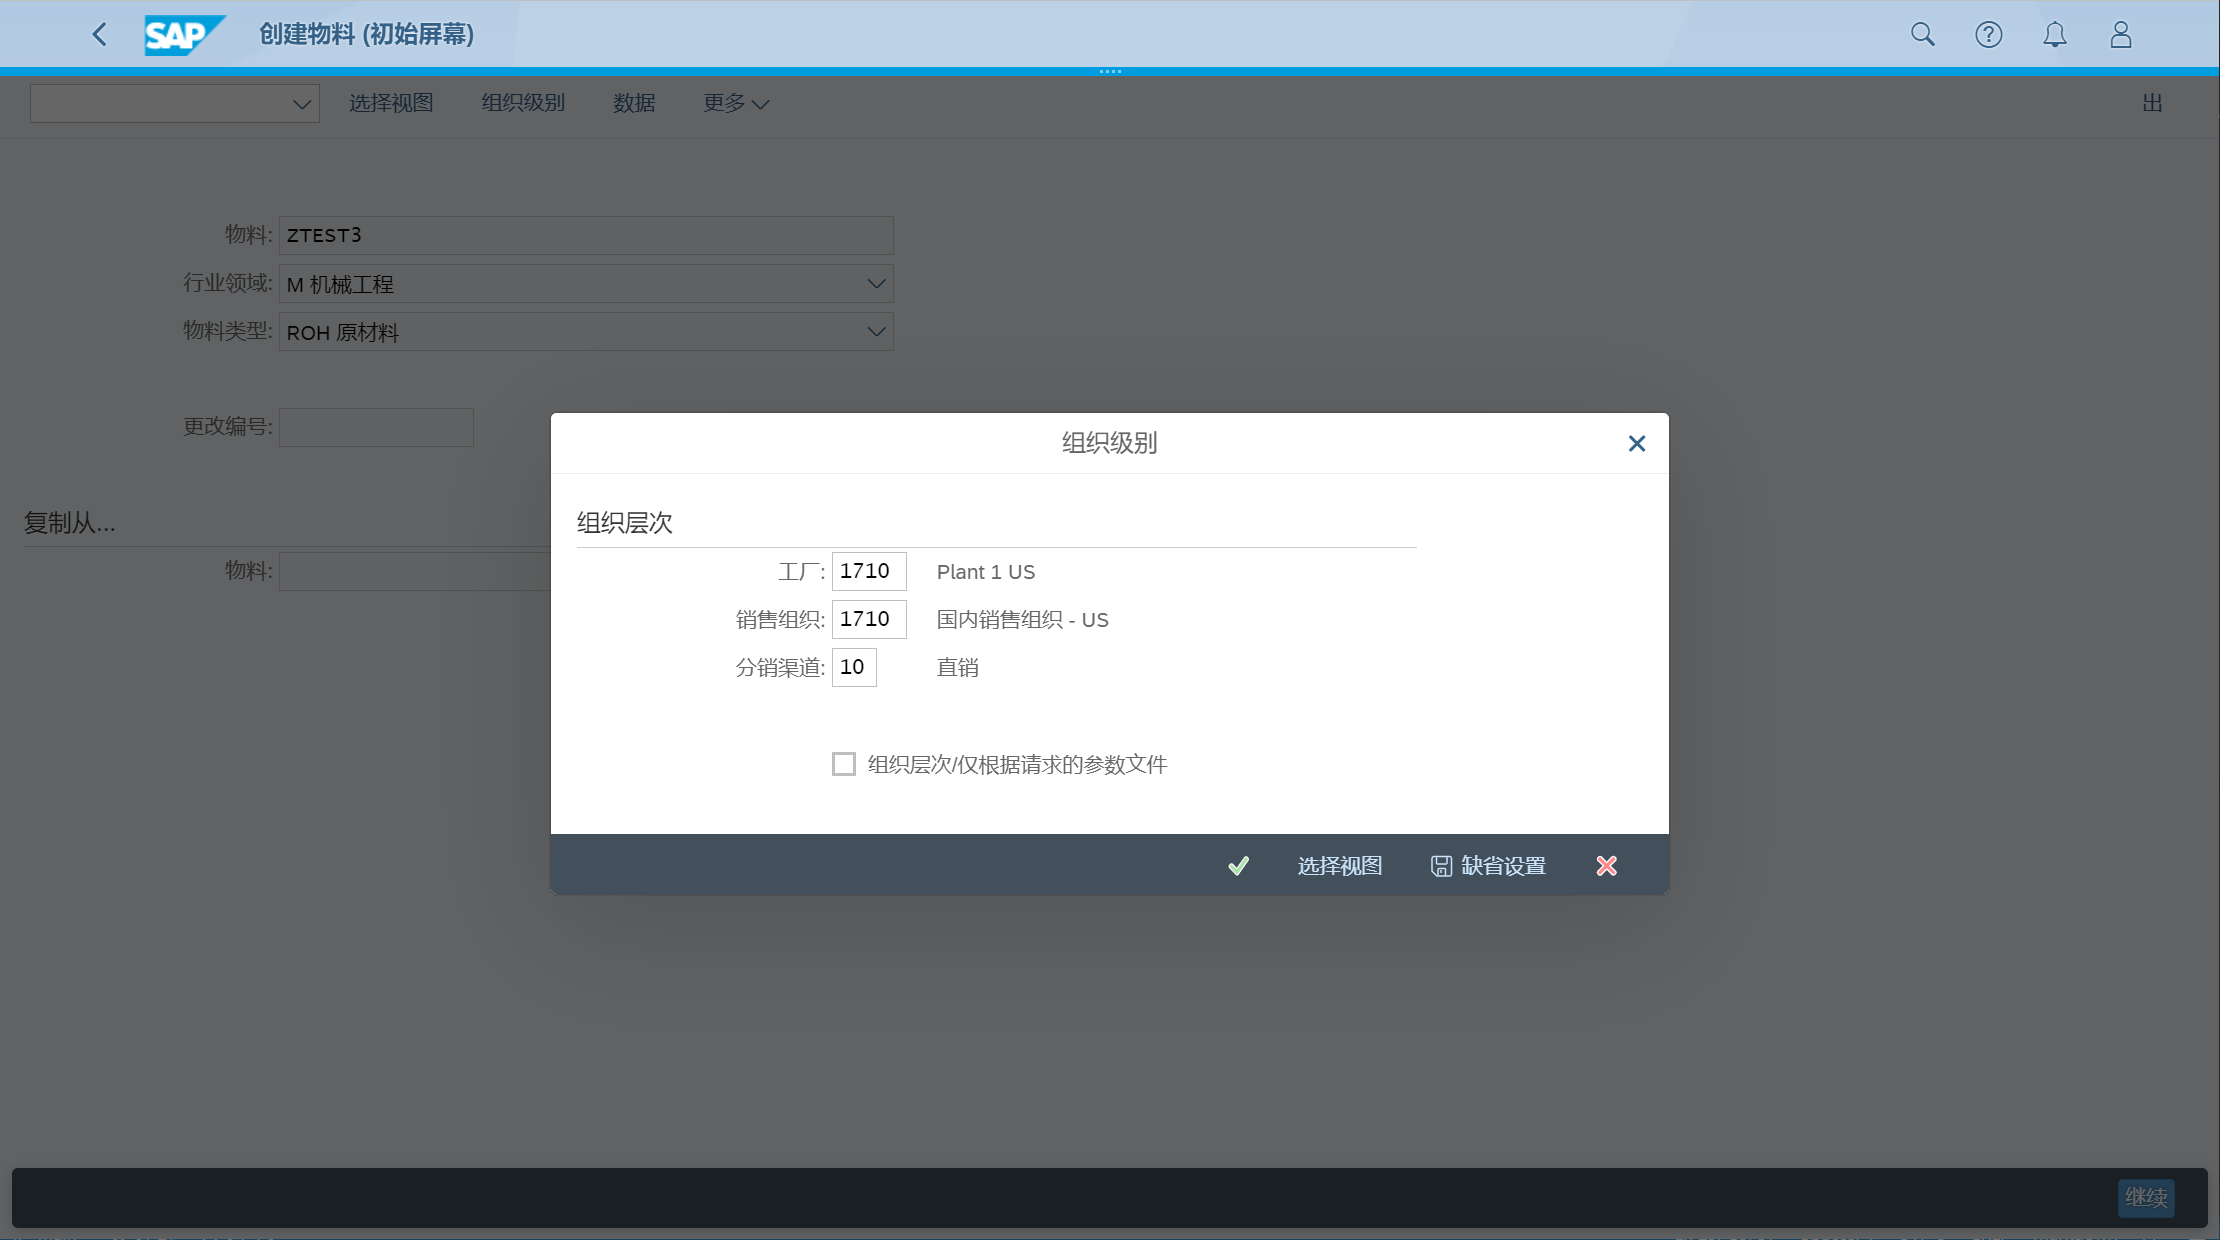 SAP 创建物料 (初始屏幕)
选择视图 组织级别 数据 更多 出
物料: ZTEST3
行业领域: M 机械工程
物料类型: ROH 原材料
更改编号:
复制从...
物料:
组织级别
组织层次
工厂: 1710 Plant 1 US
销售组织: 1710 国内销售组织 - US
分销渠道: 10 直销
组织层次/仅根据请求的参数文件
选择视图 缺省设置
继续